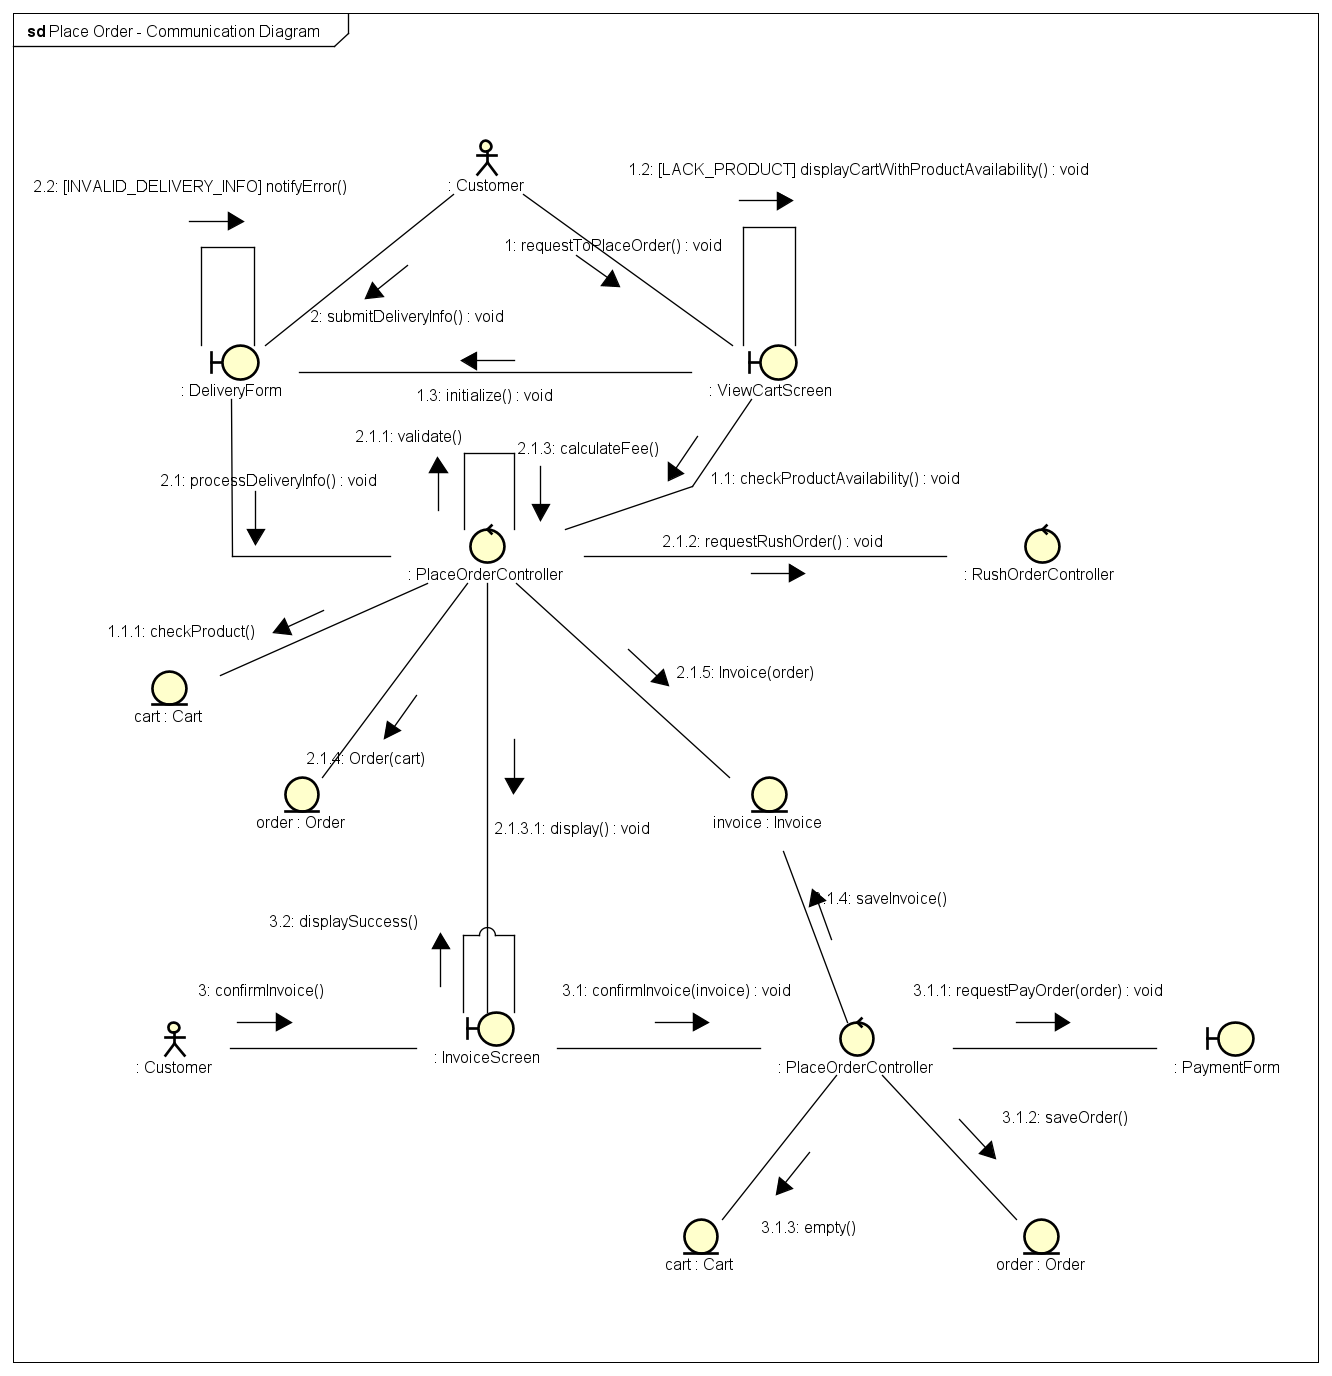 sd Place Order - Communication Diagram
: Customer
1.2: [LACK_PRODUCT] displayCartWithProductAvailability() : void
2.2: [INVALID_DELIVERY_INFO] notifyError()
1: requestToPlaceOrder() : void
2: submitDeliveryInfo() : void
: DeliveryForm
: ViewCartScreen
1.3: initialize() : void
2.1.1: validate()
2.1.3: calculateFee()
2.1: processDeliveryInfo() : void
1.1: checkProductAvailability() : void
2.1.2: requestRushOrder() : void
: PlaceOrderController
: RushOrderController
1.1.1: checkProduct()
2.1.5: Invoice(order)
cart : Cart
2.1.4: Order(cart)
order : Order
invoice : Invoice
2.1.3.1: display() : void
.1.4: saveInvoice()
3.2: displaySuccess()
3: confirmInvoice()
3.1: confirmInvoice(invoice) : void
3.1.1: requestPayOrder(order) : void
: Customer
: InvoiceScreen
: PlaceOrderController
: PaymentForm
3.1.2: saveOrder()
3.1.3: empty()
cart : Cart
order : Order